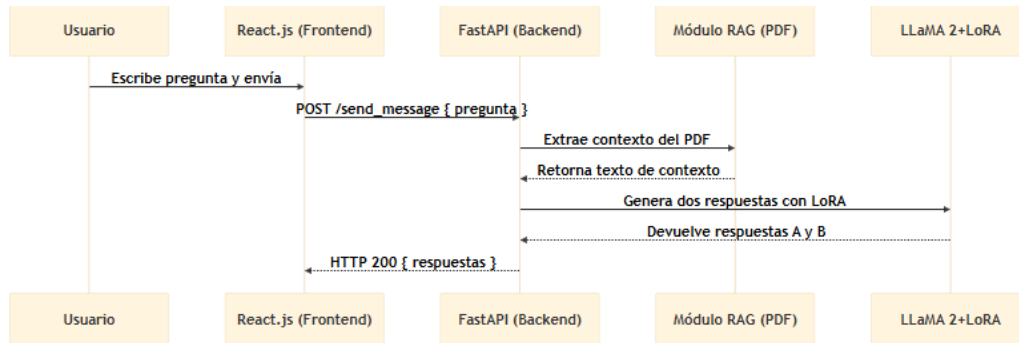 Usuario
React.js (Frontend)
FastAPI (Backend)
Módulo RAG (PDF)
LLaMA 2+LoRA
Escribe pregunta y envía
POST /send_message { pregunta }
Extrae contexto del PDF
Retorna texto de contexto
Genera dos respuestas con LoRA
Devuelve respuestas A y B
HTTP 200 { respuestas }
Usuario
React.js (Frontend)
FastAPI (Backend)
Módulo RAG (PDF)
LLaMA 2+LoRA